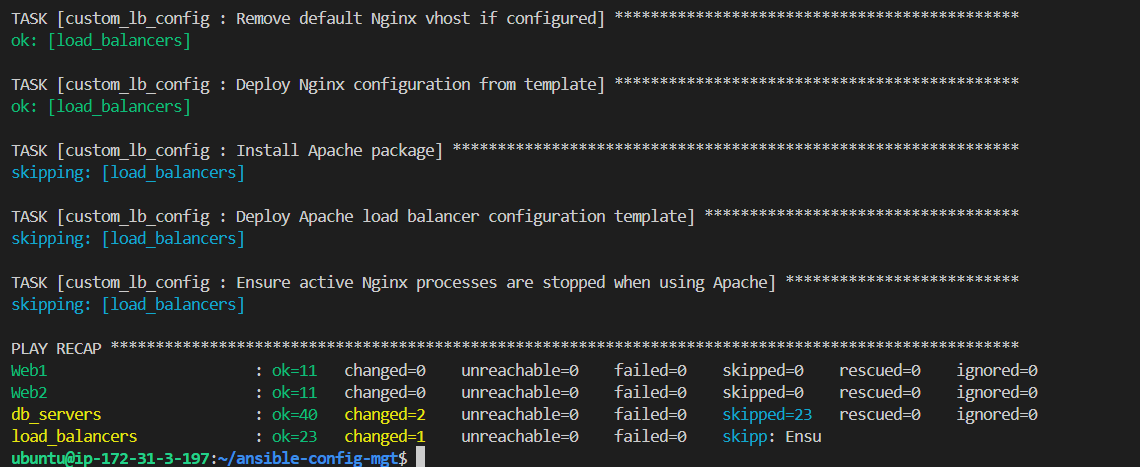 TASK [custom_lb_config : Remove default Nginx vhost if configured] *********************************************
ok: [load_balancers]
TASK [custom_lb_config : Deploy Nginx configuration from template] *********************************************
ok: [load_balancers]
TASK [custom_lb_config : Install Apache package] ***************************************************************
skipping: [load_balancers]
TASK [custom_lb_config : Deploy Apache load balancer configuration template] ***********************************
skipping: [load_balancers]
TASK [custom_lb_config : Ensure active Nginx processes are stopped when using Apache] **************************
skipping: [load_balancers]
PLAY RECAP *****************************************************************************************************
Web1                       : ok=11   changed=0    unreachable=0    failed=0    skipped=0    rescued=0    ignored=0
Web2                       : ok=11   changed=0    unreachable=0    failed=0    skipped=0    rescued=0    ignored=0
db_servers                 : ok=40   changed=2    unreachable=0    failed=0    skipped=23   rescued=0    ignored=0
load_balancers             : ok=23   changed=1    unreachable=0    failed=0    skipp: Ensu
ubuntu@ip-172-31-3-197:~/ansible-config-mgt$